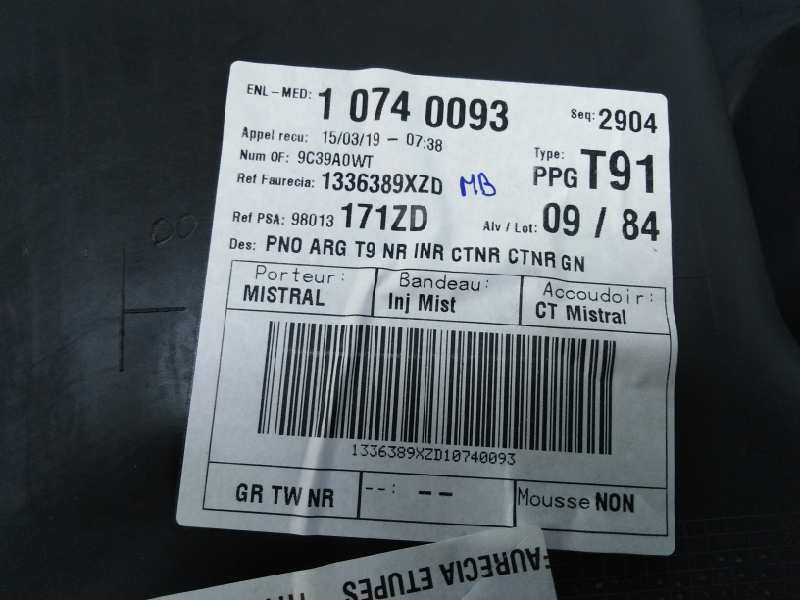 ENL-MED: 1 074 0093 Seq: 2904
Appel recu: 15/03/19 - 07:38
Num OF: 9C39A0WT Type:
PPG T91
Ref Faurecia: 1336389XZD MB
Ref PSA: 98013 171ZD Alv / Lot: 09 / 84
Des: PNO ARG T9 NR INR CTNR CTNR GN
Porteur: Bandeau: Accoudoir:
MISTRAL Inj Mist CT Mistral
1336389XZD10740093
GR TW NR --: -- Mousse NON
FAURECIA ETUPES